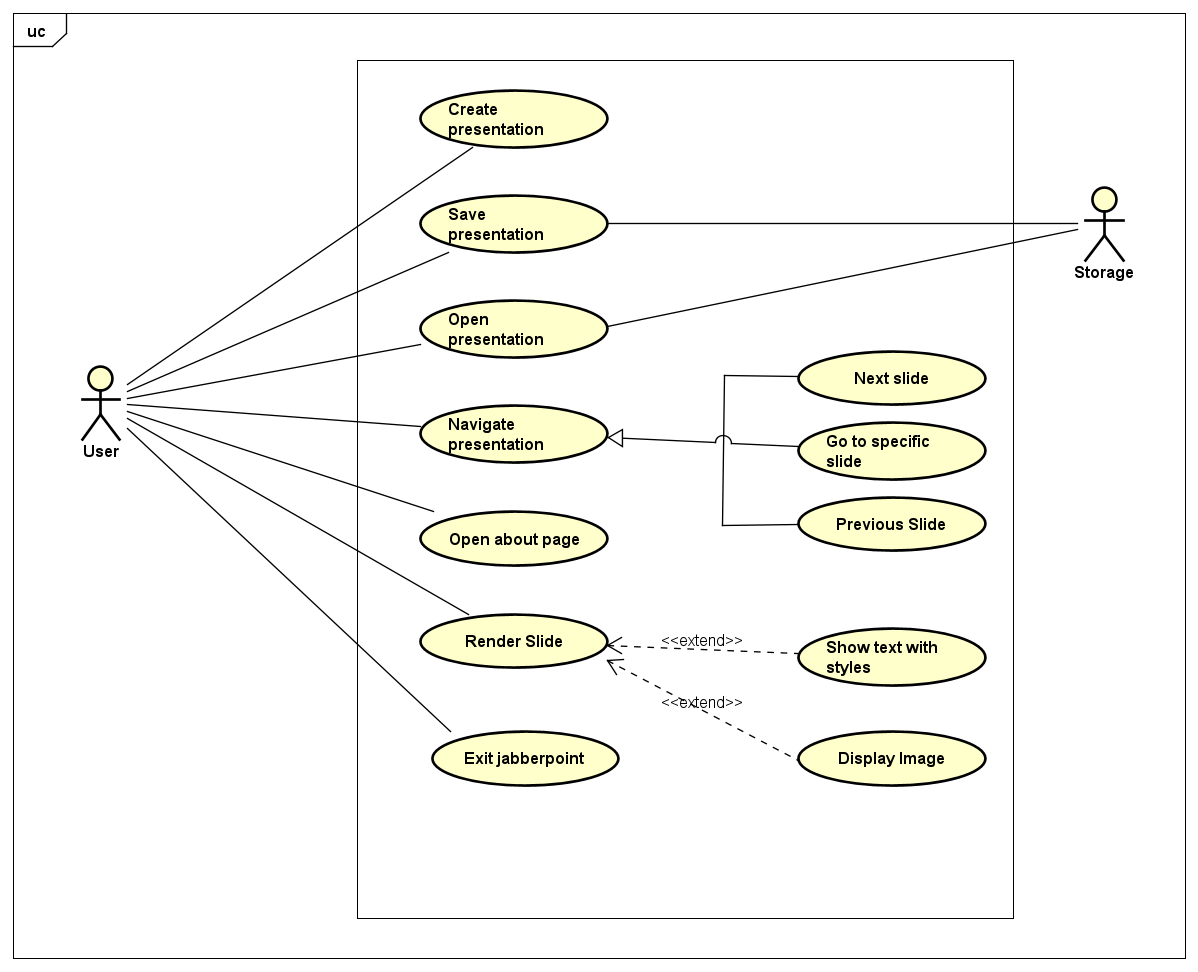 uc
Create
presentation
Save
presentation
Storage
Open
presentation
Next slide
User
Navigate
presentation
Go to specific
slide
Previous Slide
Open about page
Render Slide
<<extend>>
Show text with
styles
<<extend>>
Exit jabberpoint
Display Image